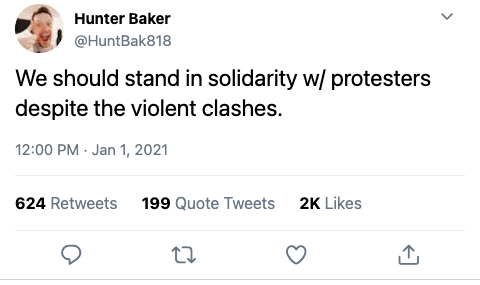 Hunter Baker
@HuntBak818
We should stand in solidarity w/ protesters
despite the violent clashes.
12:00 PM · Jan 1, 2021
624 Retweets 199 Quote Tweets 2K Likes